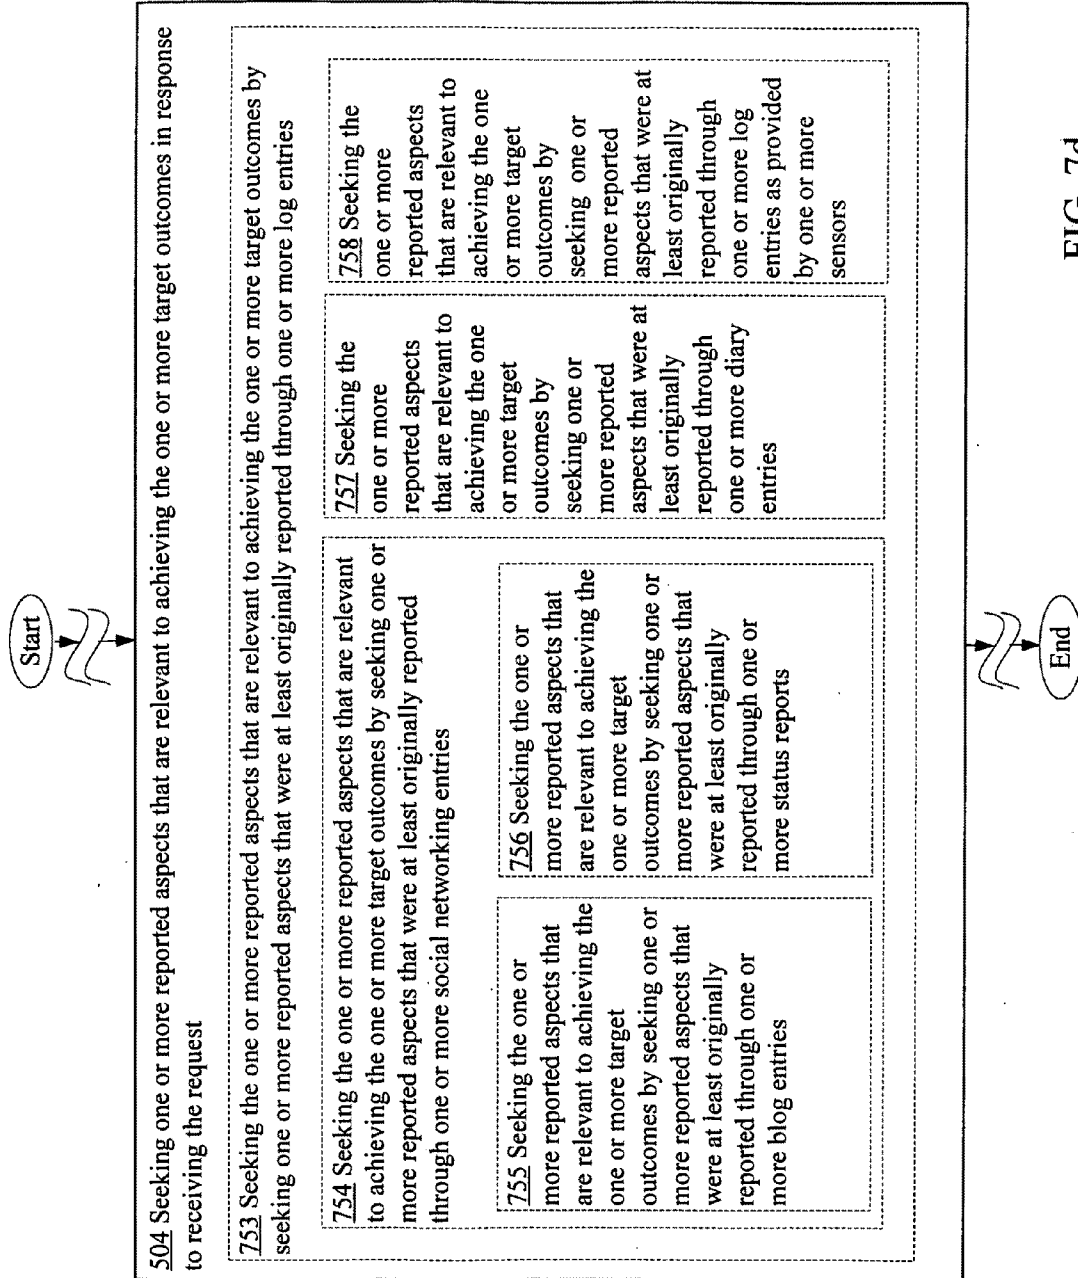 Start
504 Seeking one or more reported aspects that are relevant to achieving the one or more target outcomes in response
to receiving the request
753 Seeking the one or more reported aspects that are relevant to achieving the one or more target outcomes by
seeking one or more reported aspects that were at least originally reported through one or more log entries
754 Seeking the one or more reported aspects that are relevant
to achieving the one or more target outcomes by seeking one or
more reported aspects that were at least originally reported
through one or more social networking entries
755 Seeking the one or
more reported aspects that
are relevant to achieving the
one or more target
outcomes by seeking one or
more reported aspects that
were at least originally
reported through one or
more blog entries
756 Seeking the one or
more reported aspects that
are relevant to achieving the
one or more target
outcomes by seeking one or
more reported aspects that
were at least originally
reported through one or
more status reports
757 Seeking the
one or more
reported aspects
that are relevant to
achieving the one
or more target
outcomes by
seeking one or
more reported
aspects that were at
least originally
reported through
one or more diary
entries
758 Seeking the
one or more
reported aspects
that are relevant to
achieving the one
or more target
outcomes by
seeking one or
more reported
aspects that were at
least originally
reported through
one or more log
entries as provided
by one or more
sensors
End
FIG. 7d